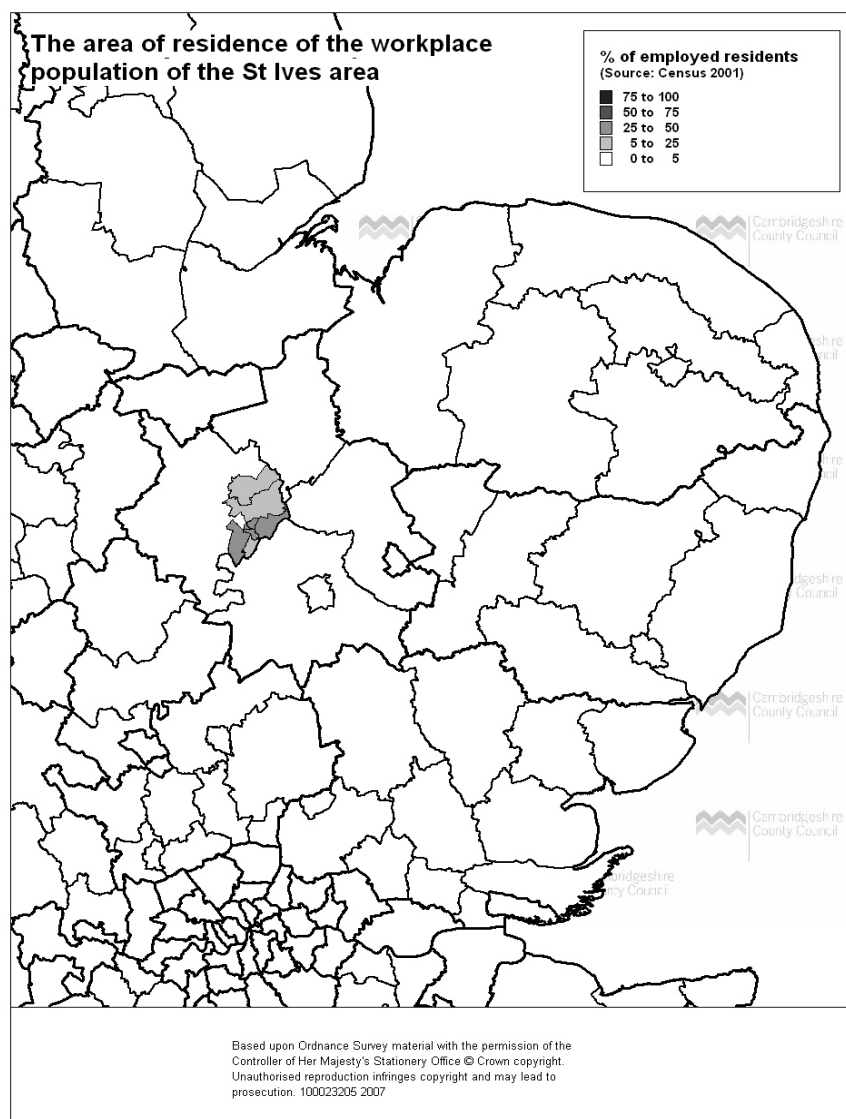 The area of residence of the workplace
population of the St Ives area
% of employed residents
(Source: Census 2001)
75 to 100
50 to 75
25 to 50
5 to 25
0 to 5
Cambridgeshire
County Council
Cambridgeshire
County Council
Cambridgeshire
County Council
Cambridgeshire
County Council
Based upon Ordnance Survey material with the permission of the
Controller of Her Majesty's Stationery Office © Crown copyright.
Unauthorised reproduction infringes copyright and may lead to
prosecution. 100023205 2007